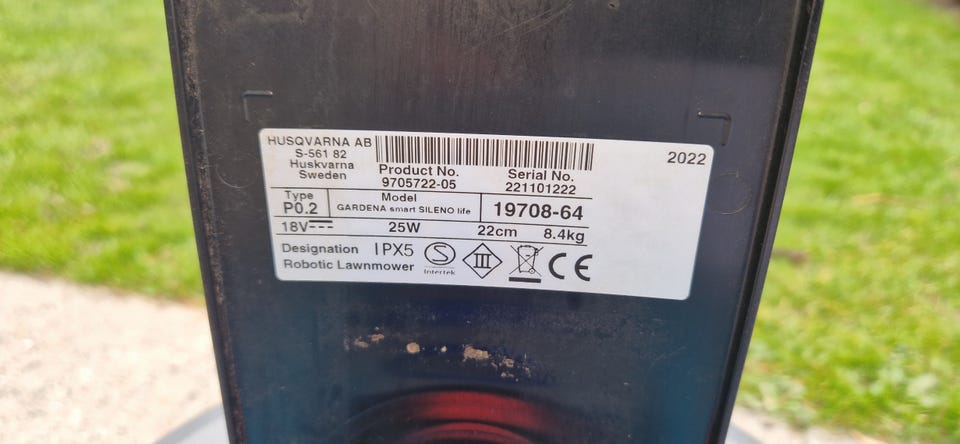 HUSQVARNA AB
S-561 82
Huskvarna
Sweden
Product No.
9705722-05
Serial No.
221101222
2022
Type
P0.2
Model
GARDENA smart SILENO life
19708-64
18V 25W 22cm 8.4kg
Designation IPX5
Robotic Lawnmower
S
Intertek
III
CE